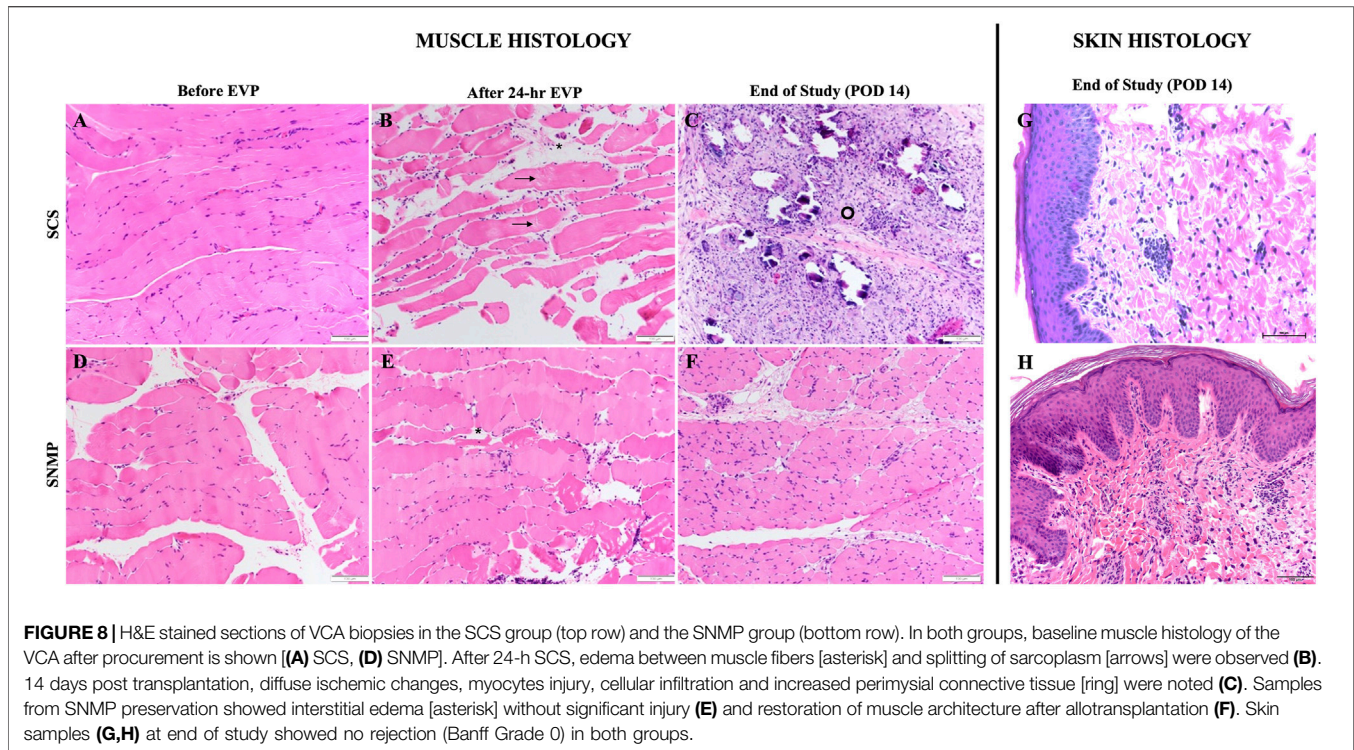 MUSCLE HISTOLOGY
SKIN HISTOLOGY
Before EVP
After 24-hr EVP
End of Study (POD 14)
End of Study (POD 14)
SCS
A
B
*
C
G
SNMP
D
E
*
F
H
FIGURE 8 | H&E stained sections of VCA biopsies in the SCS group (top row) and the SNMP group (bottom row). In both groups, baseline muscle histology of the
VCA after procurement is shown [(A) SCS, (D) SNMP]. After 24-h SCS, edema between muscle fibers [asterisk] and splitting of sarcoplasm [arrows] were observed (B).
14 days post transplantation, diffuse ischemic changes, myocytes injury, cellular infiltration and increased perimysial connective tissue [ring] were noted (C). Samples
from SNMP preservation showed interstitial edema [asterisk] without significant injury (E) and restoration of muscle architecture after allotransplantation (F). Skin
samples (G,H) at end of study showed no rejection (Banff Grade 0) in both groups.